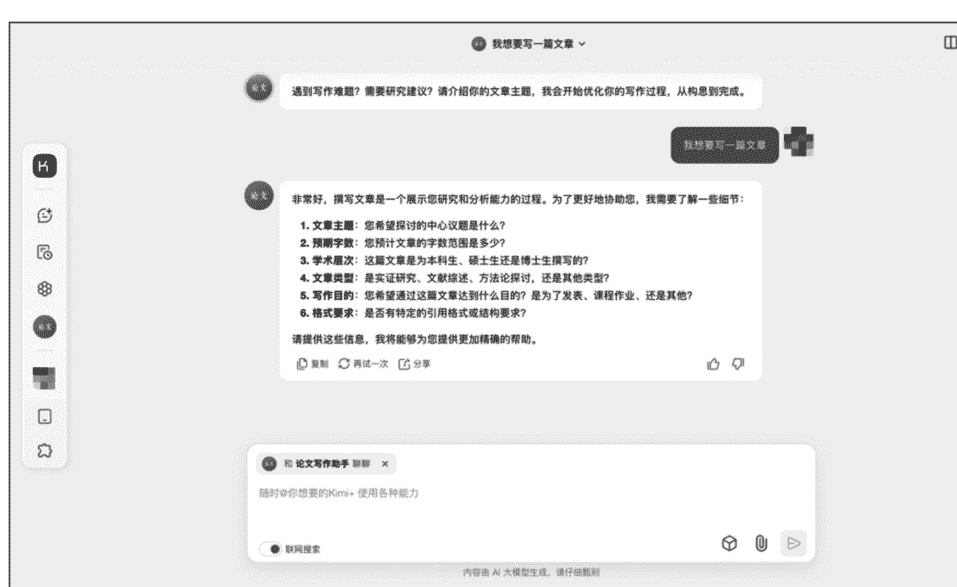 我想要写一篇文章
论文
遇到写作难题？需要研究建议？请介绍你的文章主题，我会开始优化你的写作过程，从构思到完成。
我想要写一篇文章
论文
非常好，撰写文章是一个展示您研究和分析能力的过程。为了更好地协助您，我需要了解一些细节：
1. 文章主题：您希望探讨的中心议题是什么？
2. 预期字数：您预计文章的字数范围是多少？
3. 学术层次：这篇文章是为本科生、硕士生还是博士生撰写的？
4. 文章类型：是实证研究、文献综述、方法论探讨，还是其他类型？
5. 写作目的：您希望通过这篇文章达到什么目的？是为了发表、课程作业、还是其他？
6. 格式要求：是否有特定的引用格式或结构要求？
请提供这些信息，我将能够为您提供更加精确的帮助。
复制 再试一次 分享
K
论文
和 论文写作助手 聊聊 ×
随时@你想要的Kimi+ 使用各种能力
联网搜索
内容由 AI 大模型生成，请仔细甄别